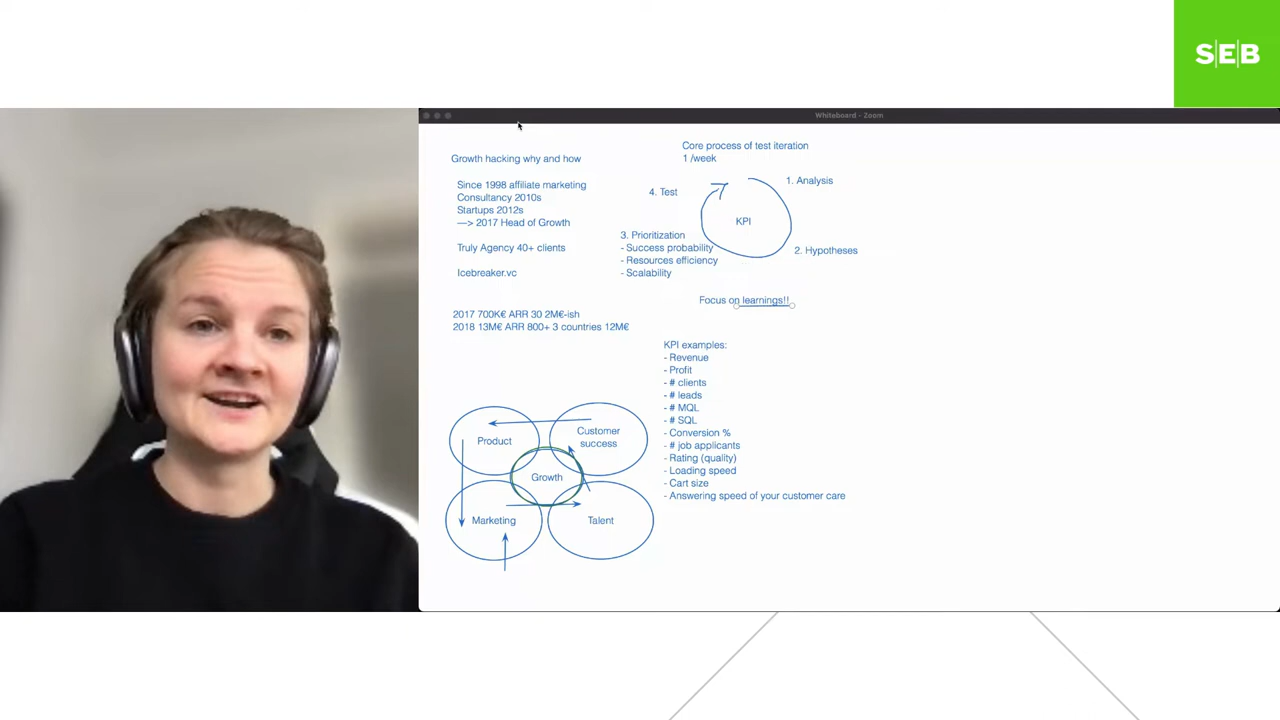 S|E|B
Whiteboard - Zoom
Growth hacking why and how
Since 1998 affiliate marketing
Consultancy 2010s
Startups 2012s
—> 2017 Head of Growth
Truly Agency 40+ clients
Icebreaker.vc
2017 700K€ ARR 30 2M€-ish
2018 13M€ ARR 800+ 3 countries 12M€
Product
Customer
success
Growth
Marketing
Talent
Core process of test iteration
1 /week
1. Analysis
4. Test
KPI
3. Prioritization
- Success probability
- Resources efficiency
- Scalability
2. Hypotheses
Focus on learnings!!
KPI examples:
- Revenue
- Profit
- # clients
- # leads
- # MQL
- # SQL
- Conversion %
- # job applicants
- Rating (quality)
- Loading speed
- Cart size
- Answering speed of your customer care